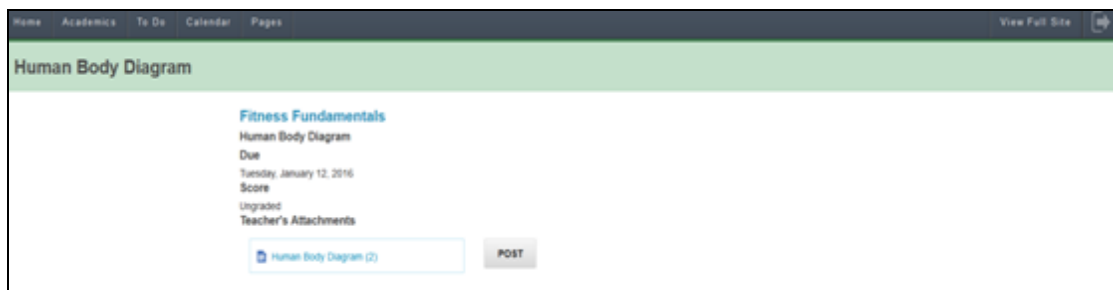 Home Academics To Do Calendar Pages View Full Site
Human Body Diagram
Fitness Fundamentals
Human Body Diagram
Due
Tuesday, January 12, 2016
Score
Ungraded
Teacher's Attachments
Human Body Diagram (2) POST